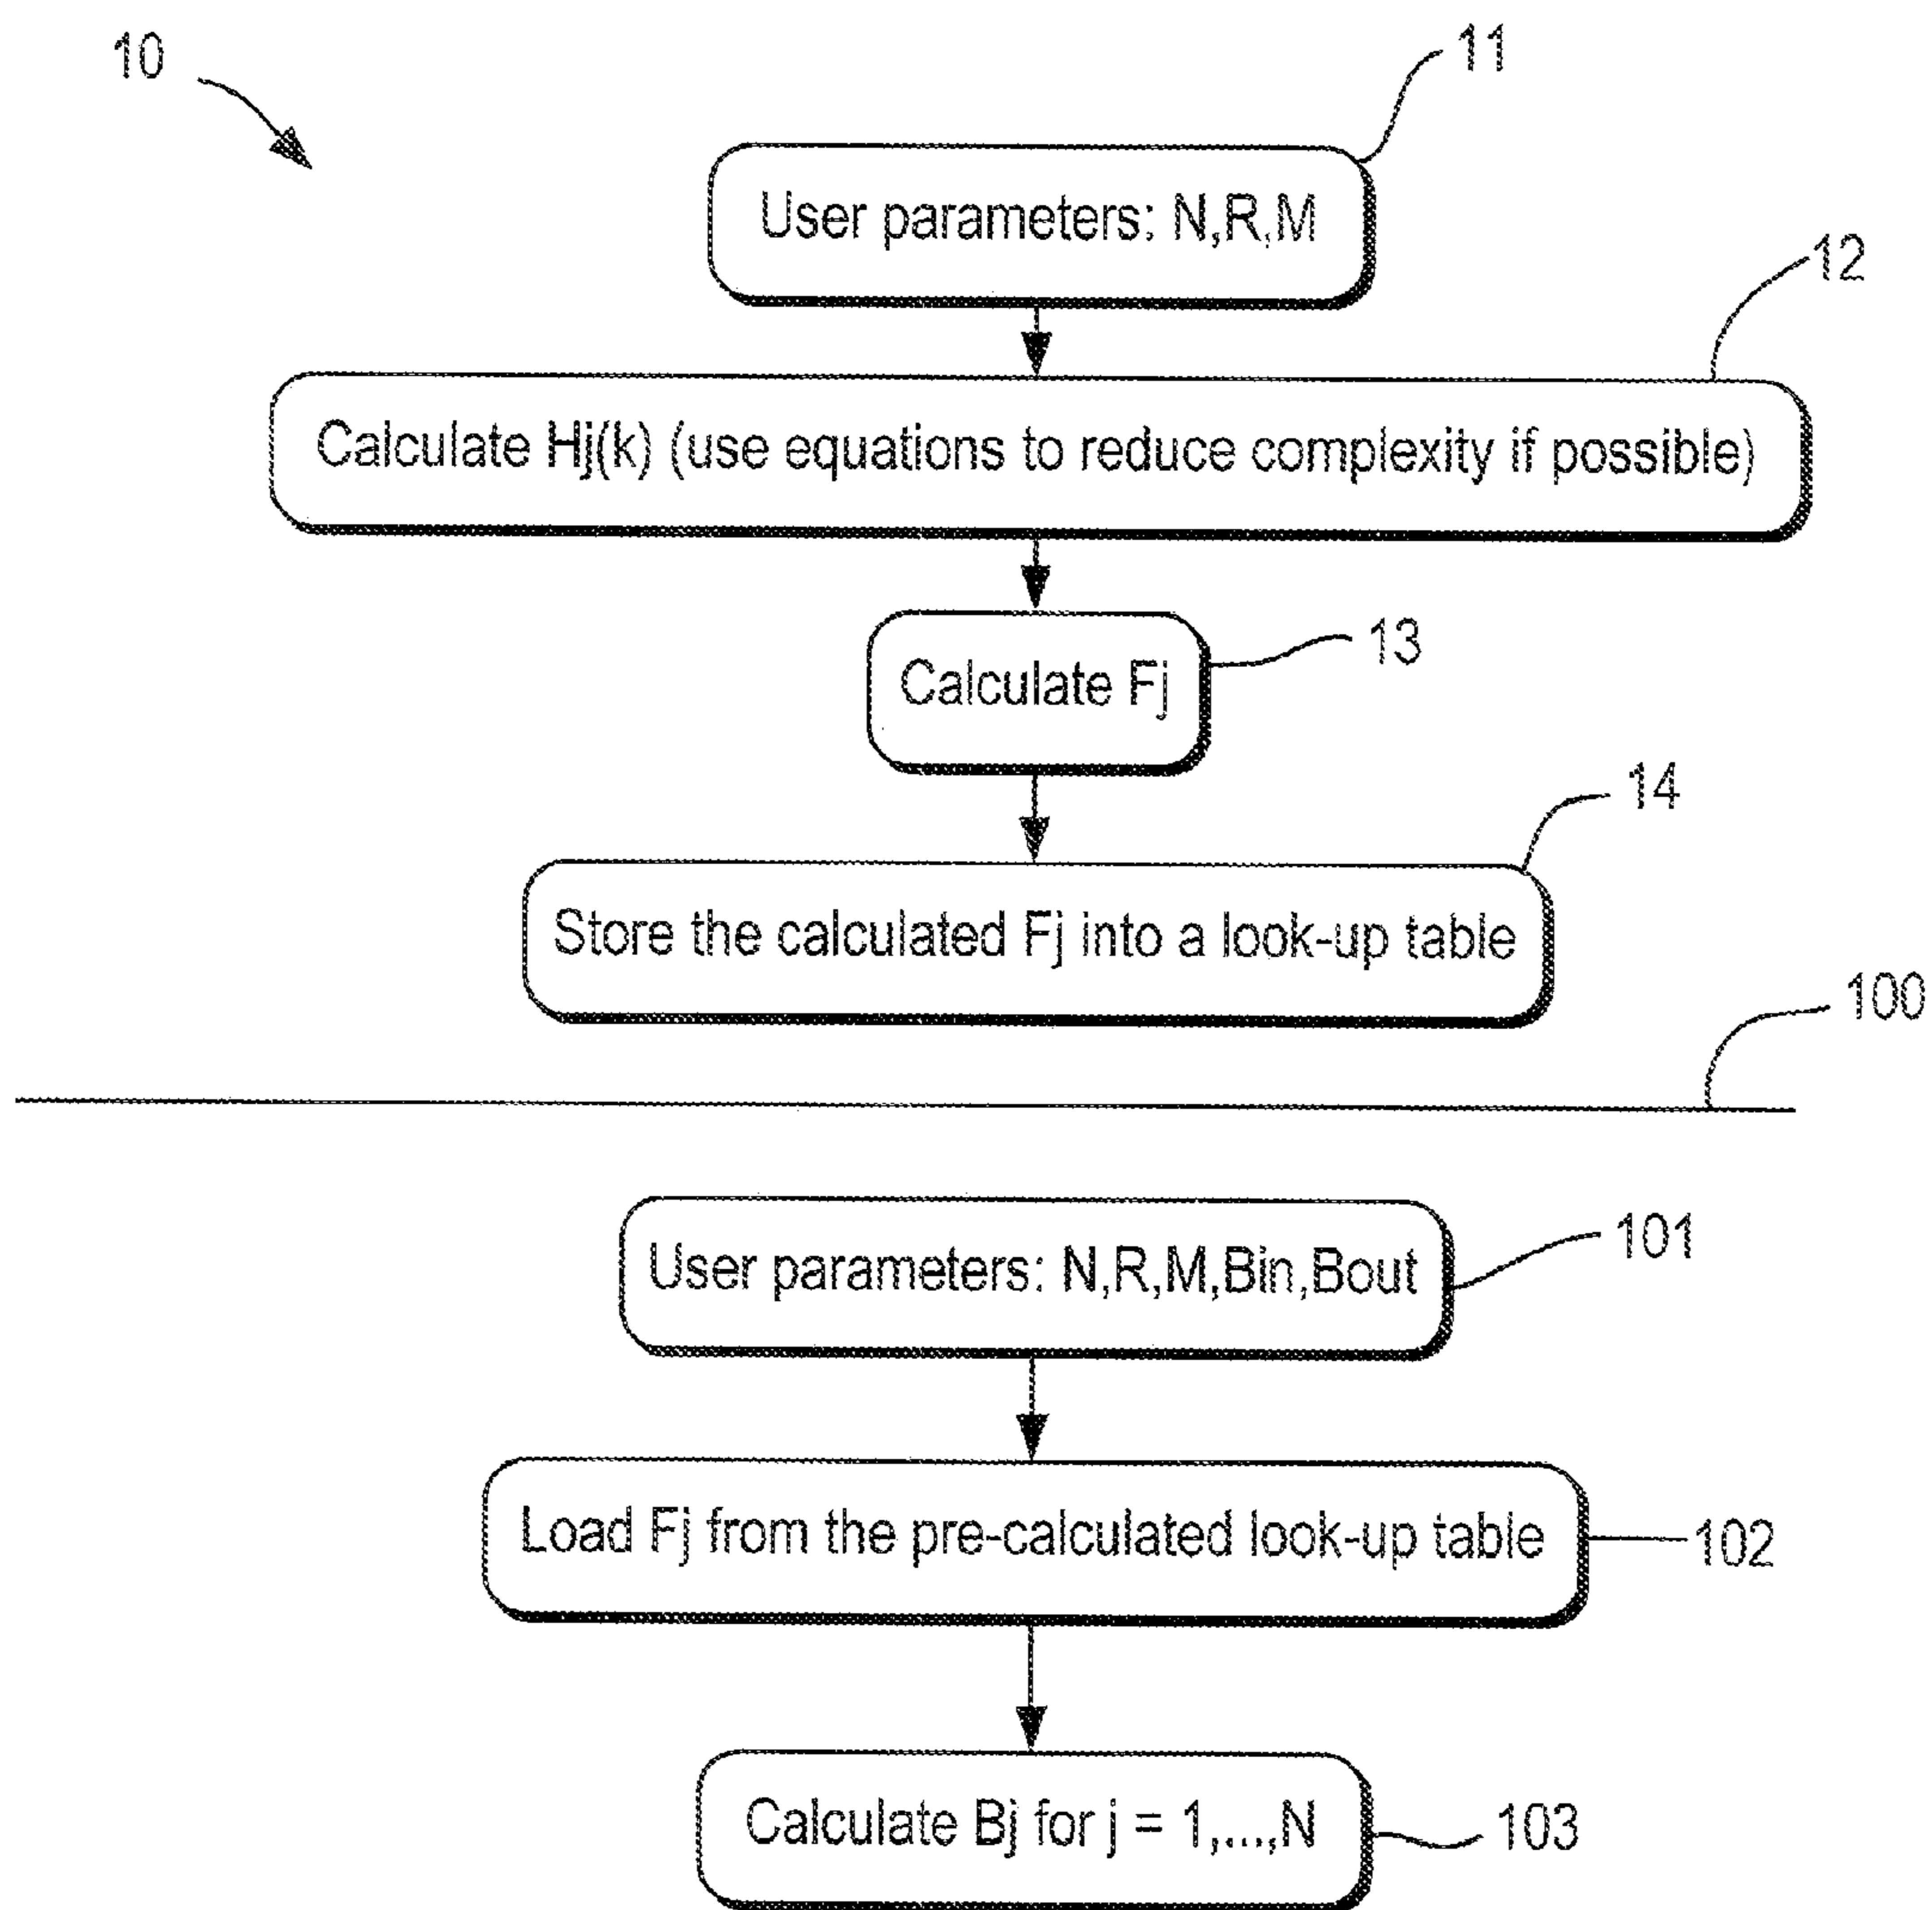 10
11
User parameters: N,R,M
12
Calculate Hj(k) (use equations to reduce complexity if possible)
13
Calculate Fj
14
Store the calculated Fj into a look-up table
100
User parameters: N,R,M,Bin,Bout
101
Load Fj from the pre-calculated look-up table
102
Calculate Bj for j = 1,...,N
103